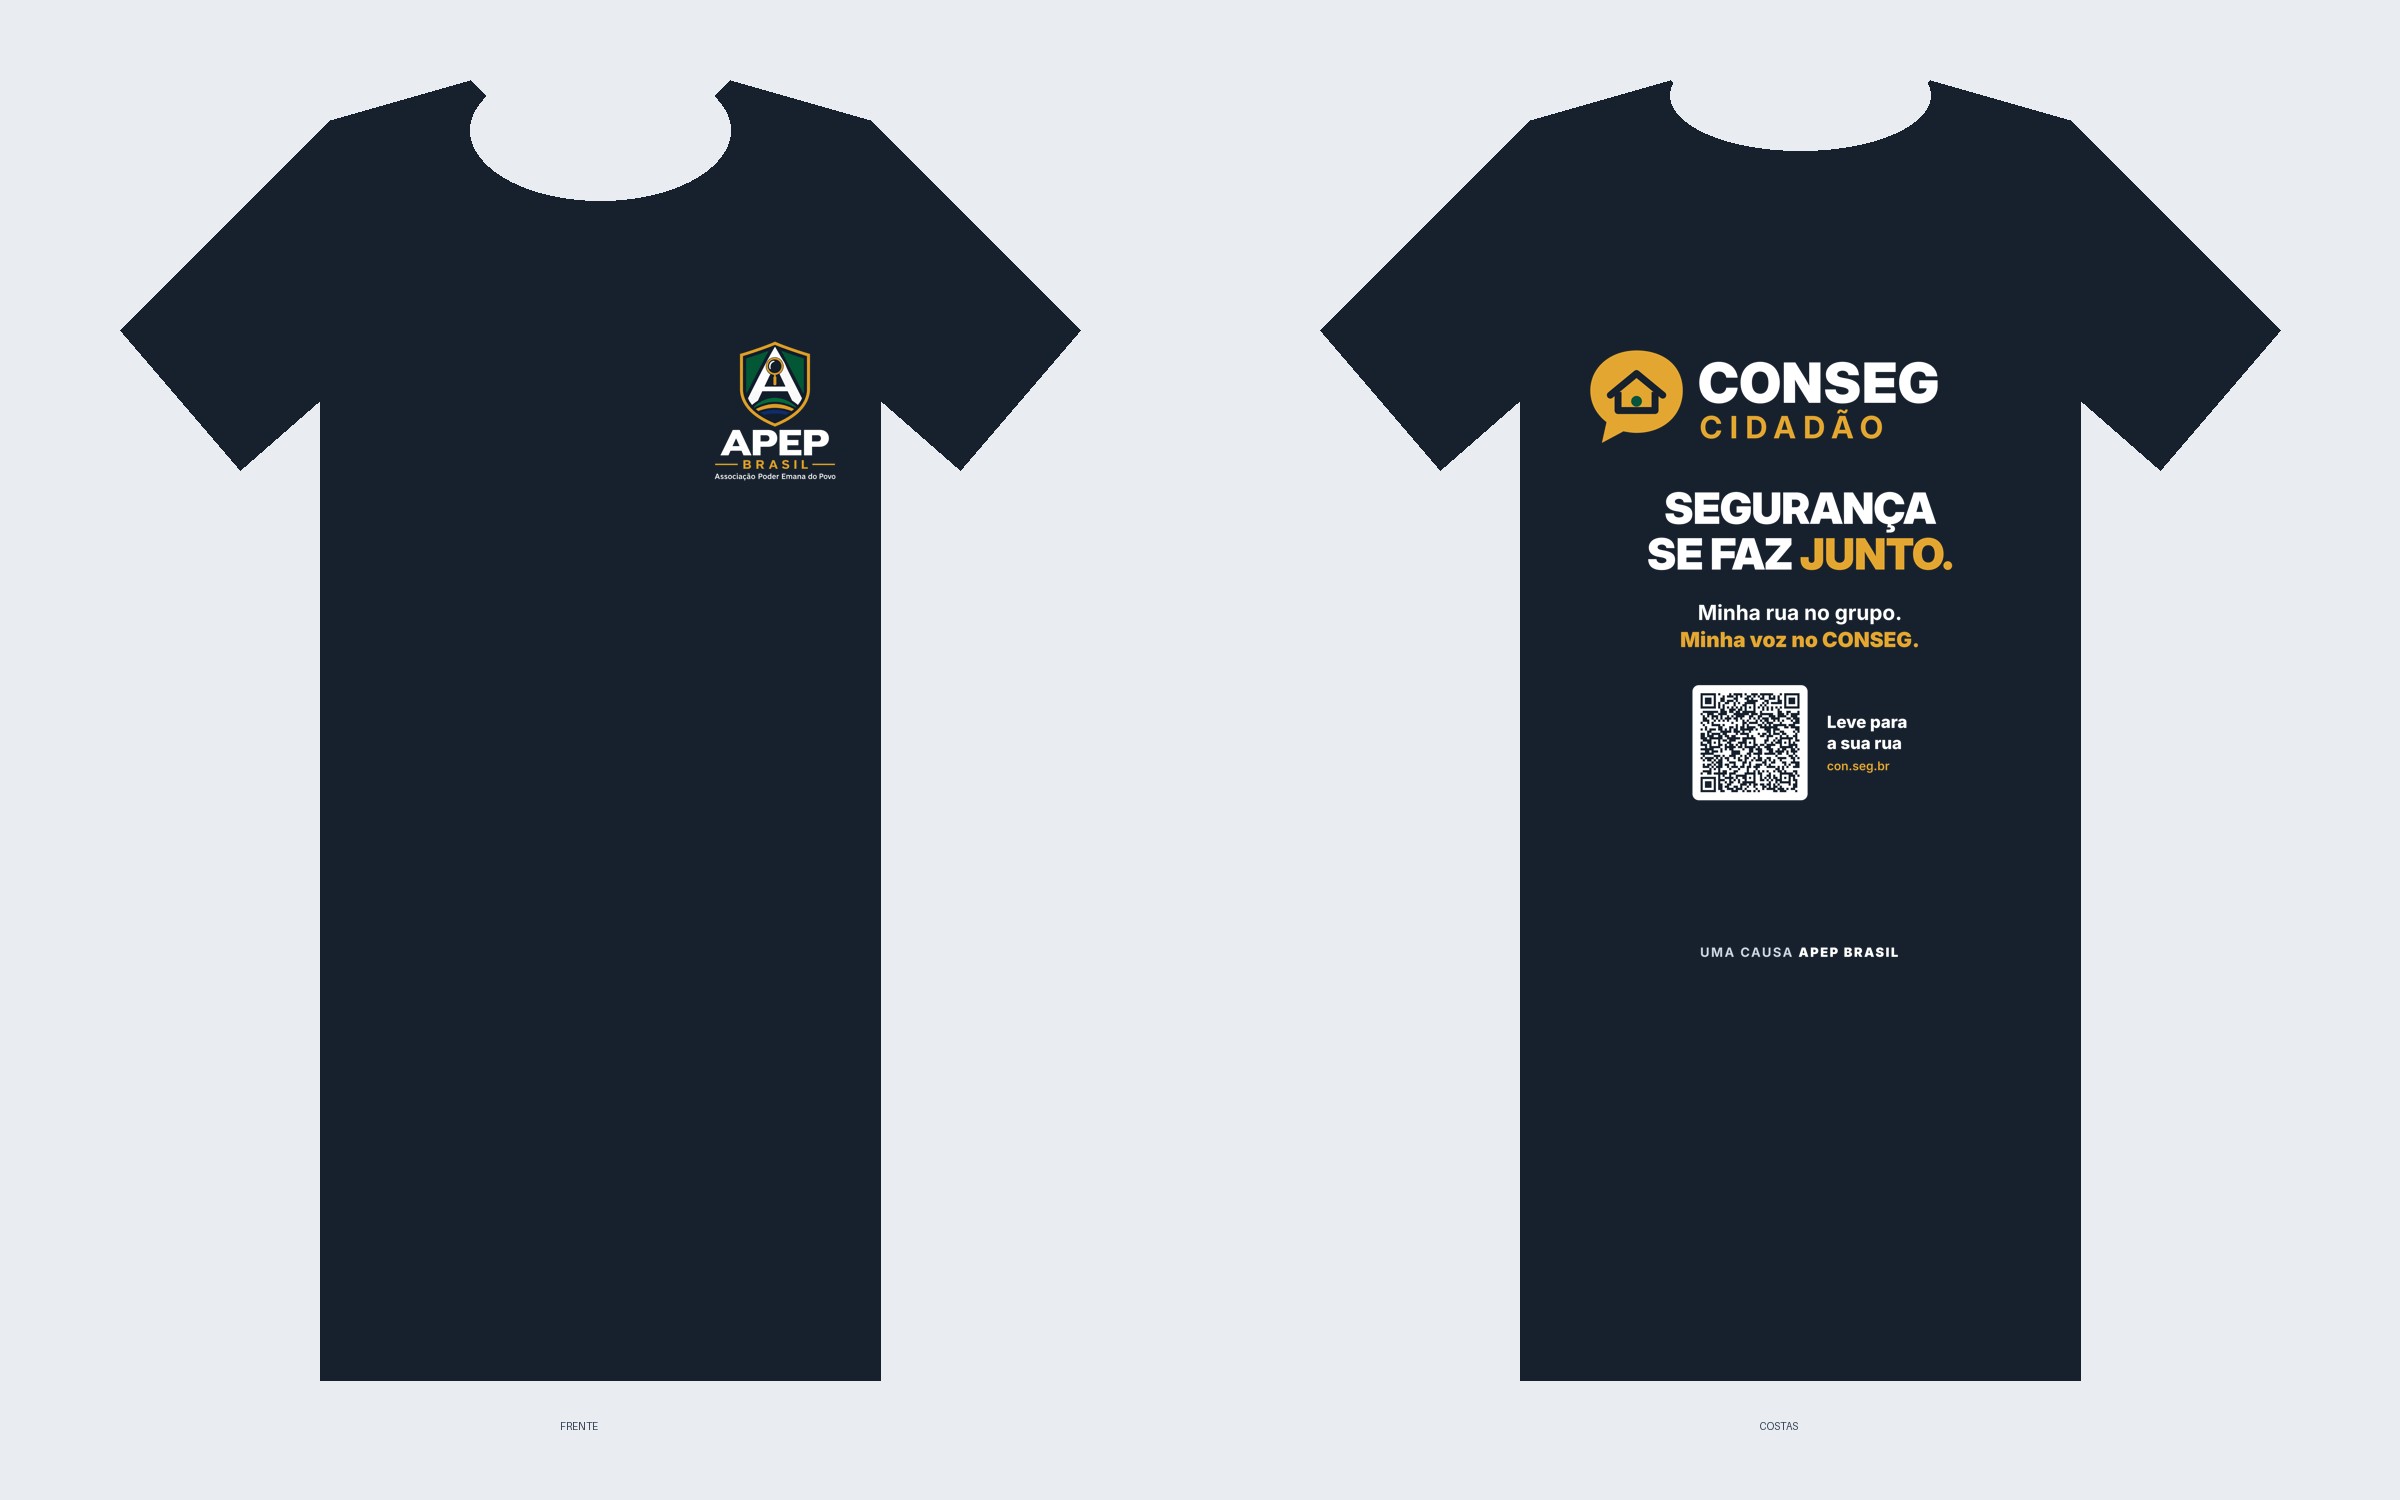 APEP
BRASIL
Associação Poder Emana do Povo
FRENTE
CONSEG
CIDADÃO
SEGURANÇA
SE FAZ JUNTO.
Minha rua no grupo.
Minha voz no CONSEG.
Leve para
a sua rua
con.seg.br
UMA CAUSA APEP BRASIL
COSTAS